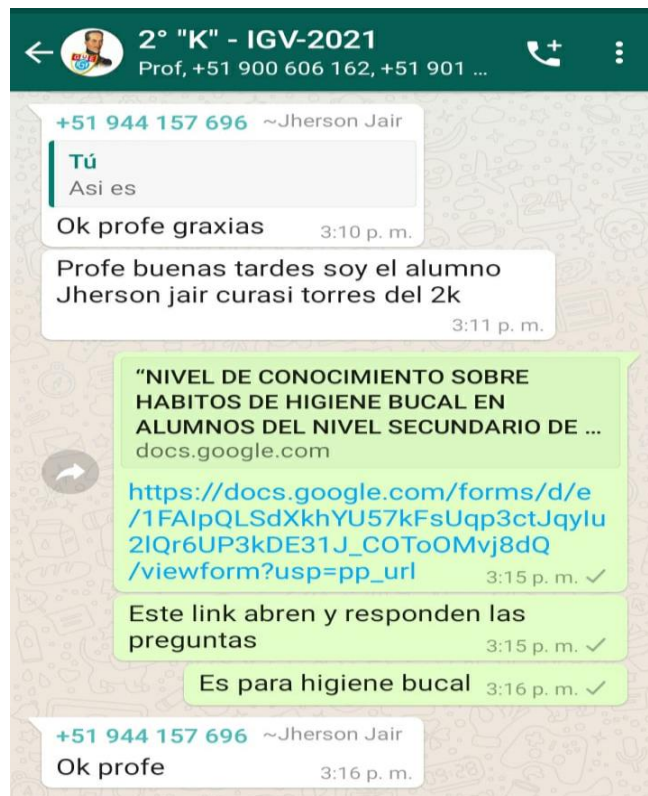 2° "K" - IGV-2021
Prof, +51 900 606 162, +51 901 ...
+51 944 157 696 ~Jherson Jair
Tú
Asi es
Ok profe graxias 3:10 p. m.
Profe buenas tardes soy el alumno
Jherson jair curasi torres del 2k
3:11 p. m.
“NIVEL DE CONOCIMIENTO SOBRE
HABITOS DE HIGIENE BUCAL EN
ALUMNOS DEL NIVEL SECUNDARIO DE ...
docs.google.com
https://docs.google.com/forms/d/e
/1FAIpQLSdXkhYU57kFsUqp3ctJqyIu
2lQr6UP3kDE31J_COToOMvj8dQ
/viewform?usp=pp_url 3:15 p. m.
Este link abren y responden las
preguntas 3:15 p. m.
Es para higiene bucal 3:16 p. m.
+51 944 157 696 ~Jherson Jair
Ok profe 3:16 p. m.